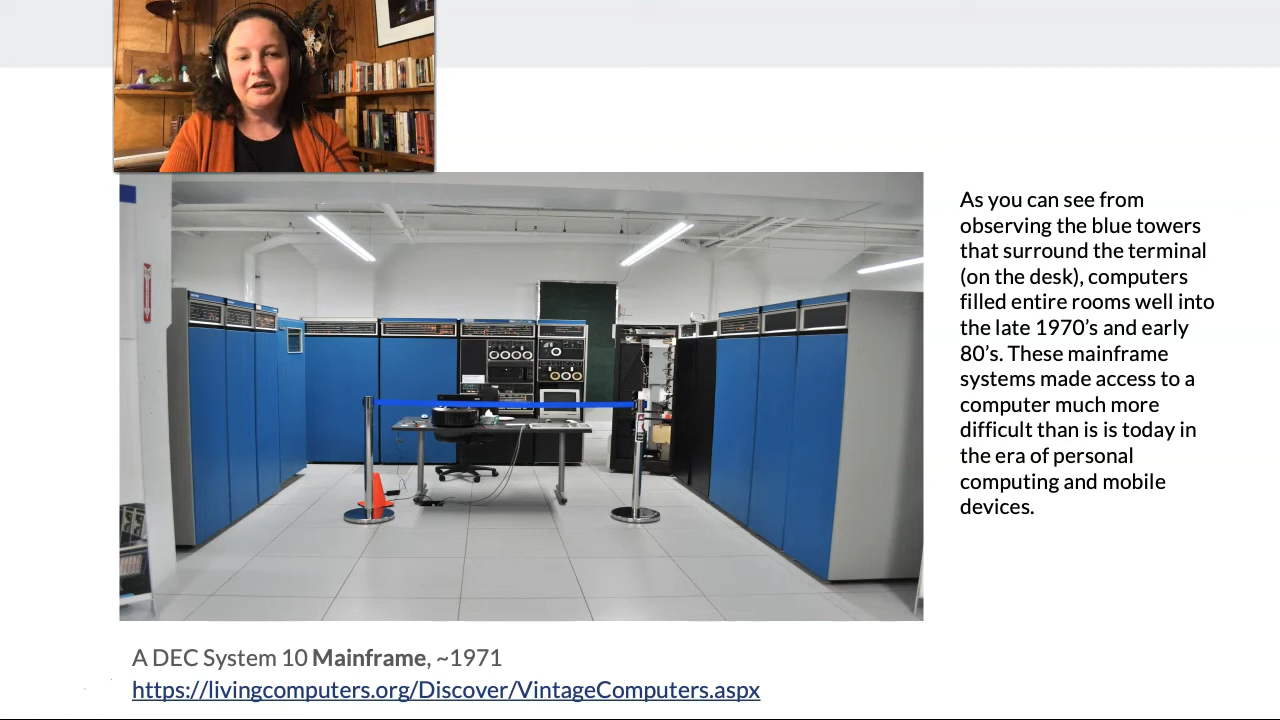 As you can see from
observing the blue towers
that surround the terminal
(on the desk), computers
filled entire rooms well into
the late 1970’s and early
80’s. These mainframe
systems made access to a
computer much more
difficult than is is today in
the era of personal
computing and mobile
devices.
A DEC System 10 Mainframe, ~1971
https://livingcomputers.org/Discover/VintageComputers.aspx